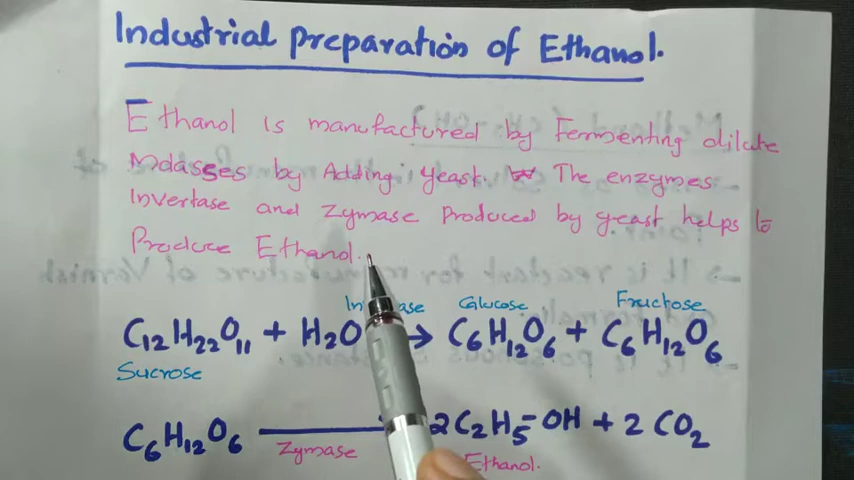 Industrial preparation of Ethanol.
Ethanol is manufactured by Fermenting dilute
Molasses by Adding yeast. The enzymes
Invertase and Zymase Produced by yeast helps to
Produce Ethanol.
Glucose Fructose
C12H22O11 + H2O → C6H12O6 + C6H12O6
Sucrose
C6H12O6 → 2C2H5-OH + 2CO2
Zymase Ethanol.